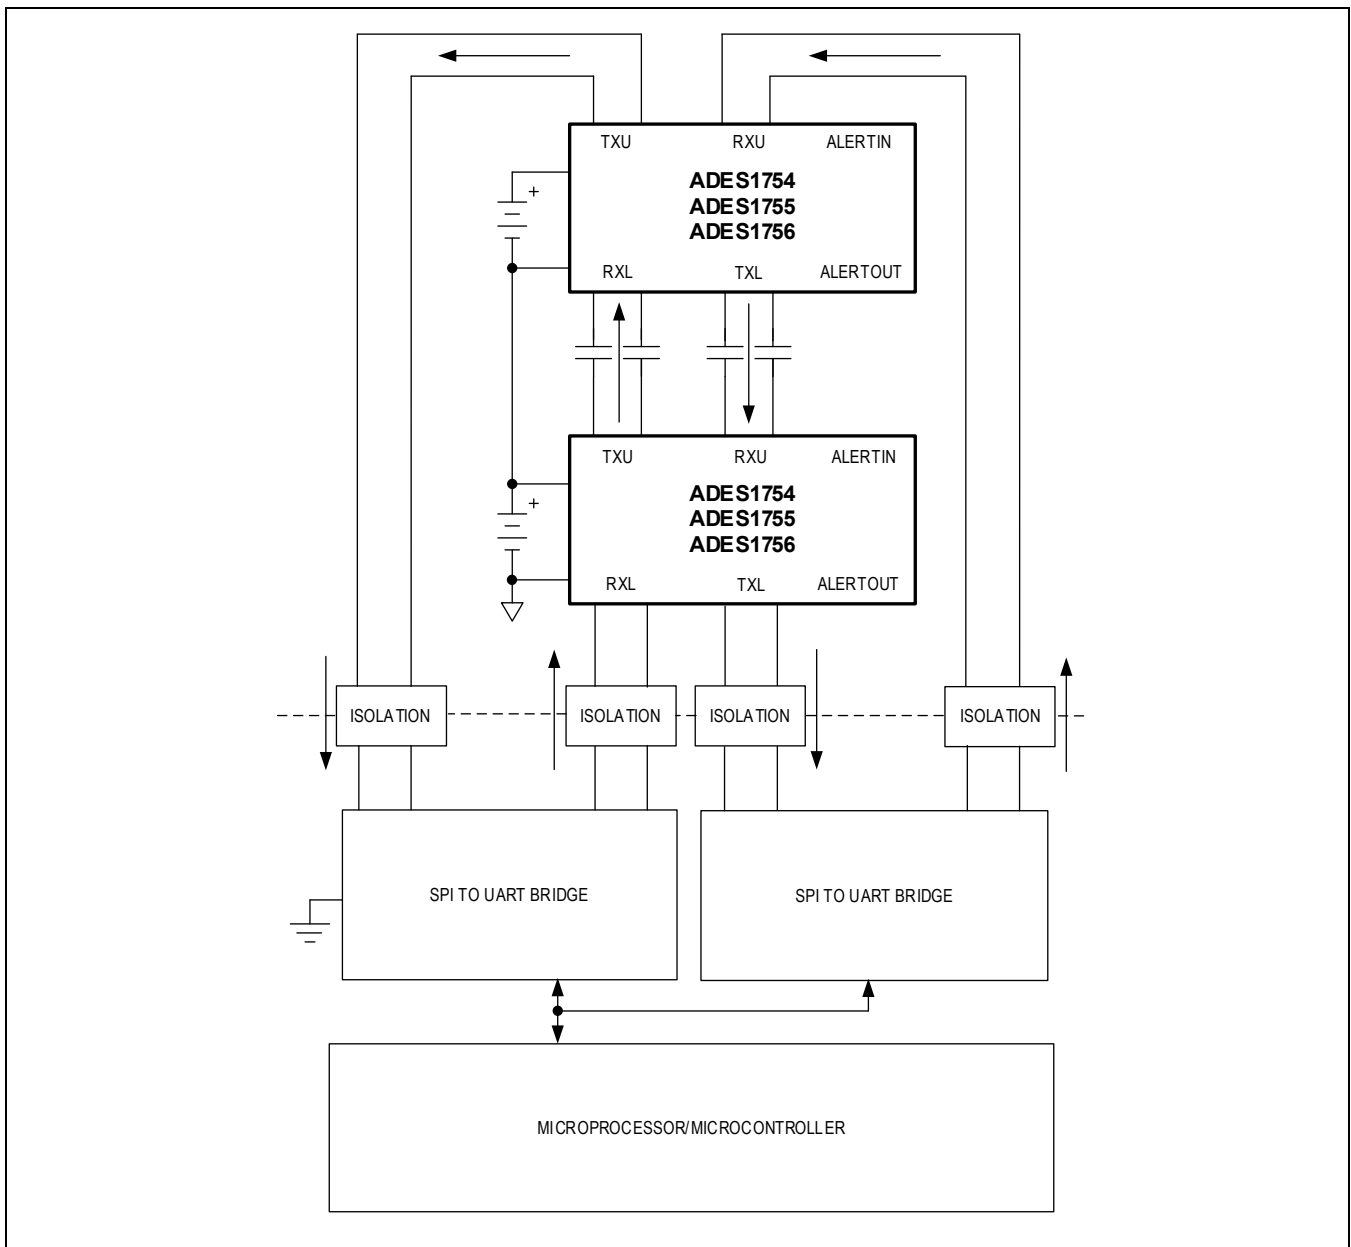 TXU RXU ALERTIN
ADES1754
ADES1755
ADES1756
+
RXL TXL ALERTOUT
TXU RXU ALERTIN
ADES1754
ADES1755
ADES1756
+
RXL TXL ALERTOUT
ISOLATION ISOLATION ISOLATION ISOLATION
SPI TO UART BRIDGE SPI TO UART BRIDGE
MICROPROCESSOR/MICROCONTROLLER